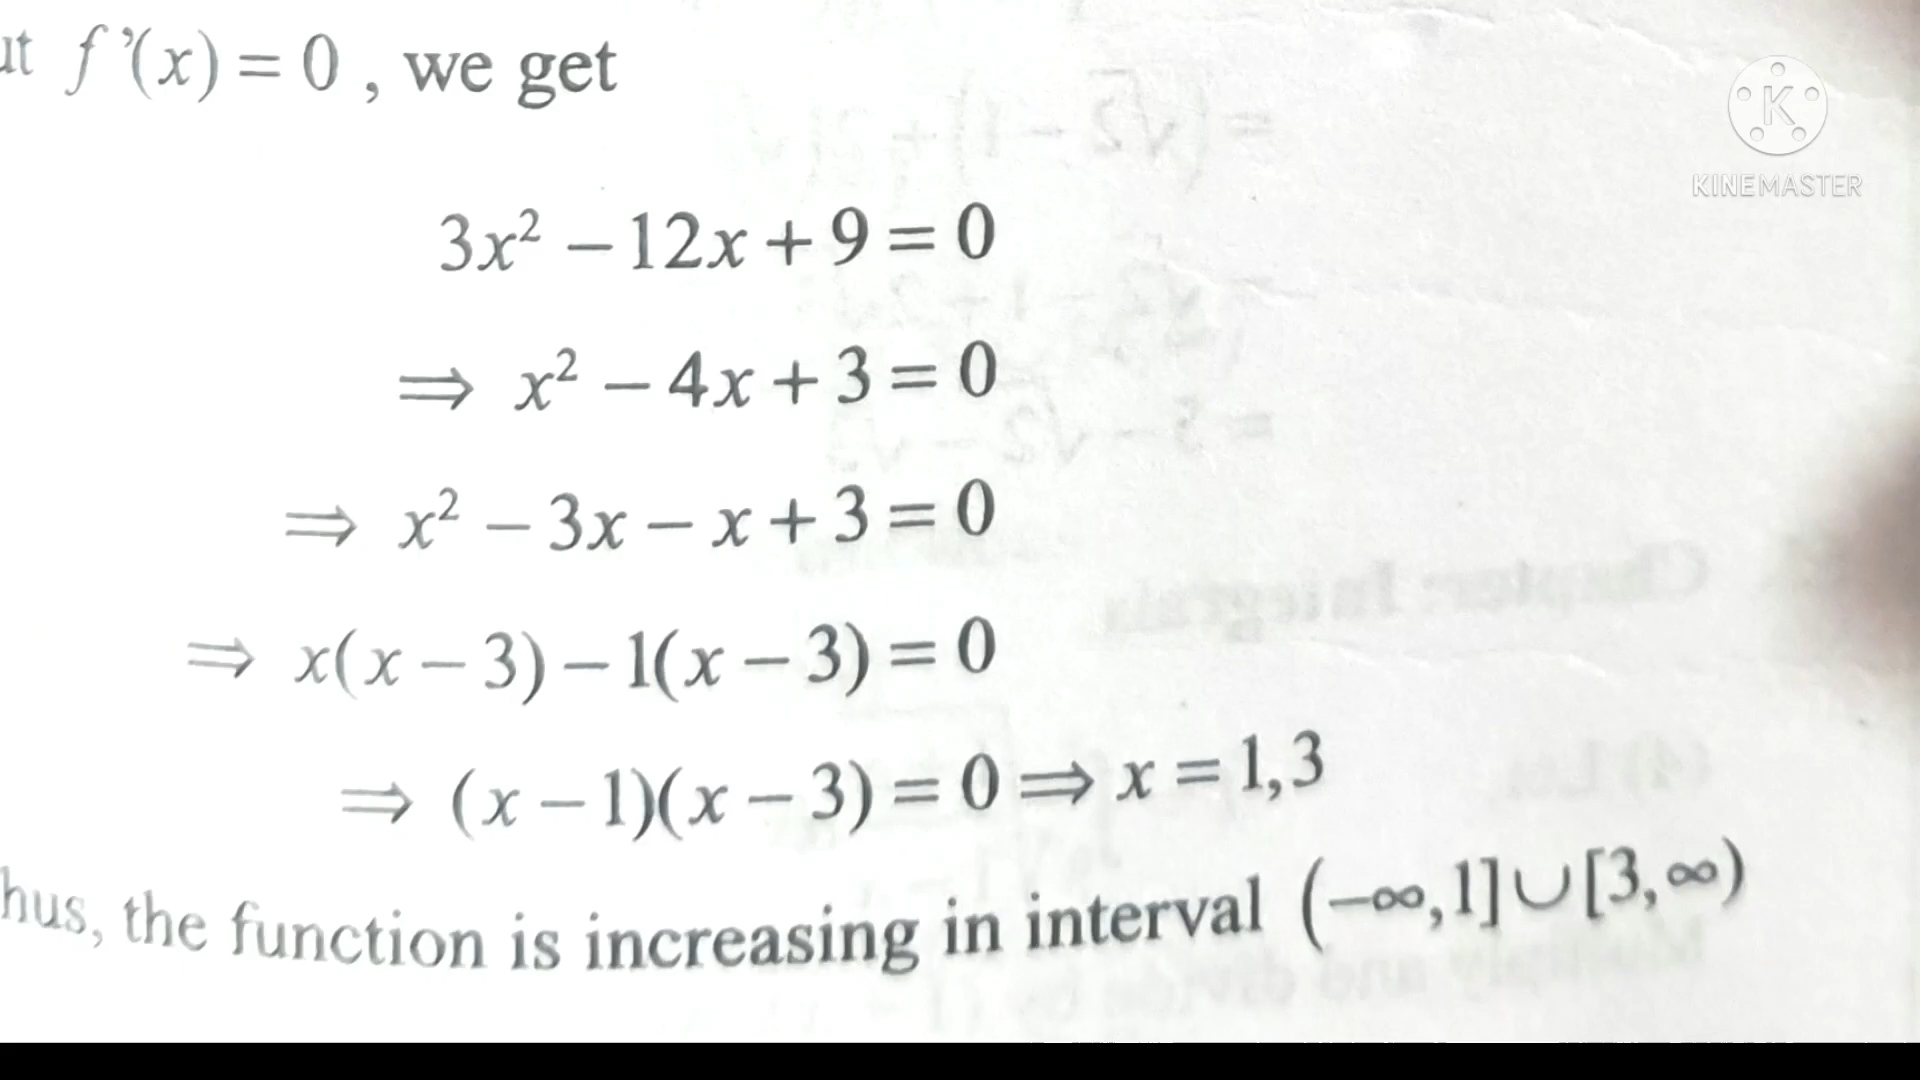 ut f'(x) = 0 , we get
K
KINEMASTER
3x² – 12x + 9 = 0
⇒ x² – 4x + 3 = 0
⇒ x² – 3x – x + 3 = 0
⇒ x(x – 3) – 1(x – 3) = 0
⇒ (x – 1)(x – 3) = 0 ⇒ x = 1,3
hus, the function is increasing in interval (–∞,1]∪[3,∞)